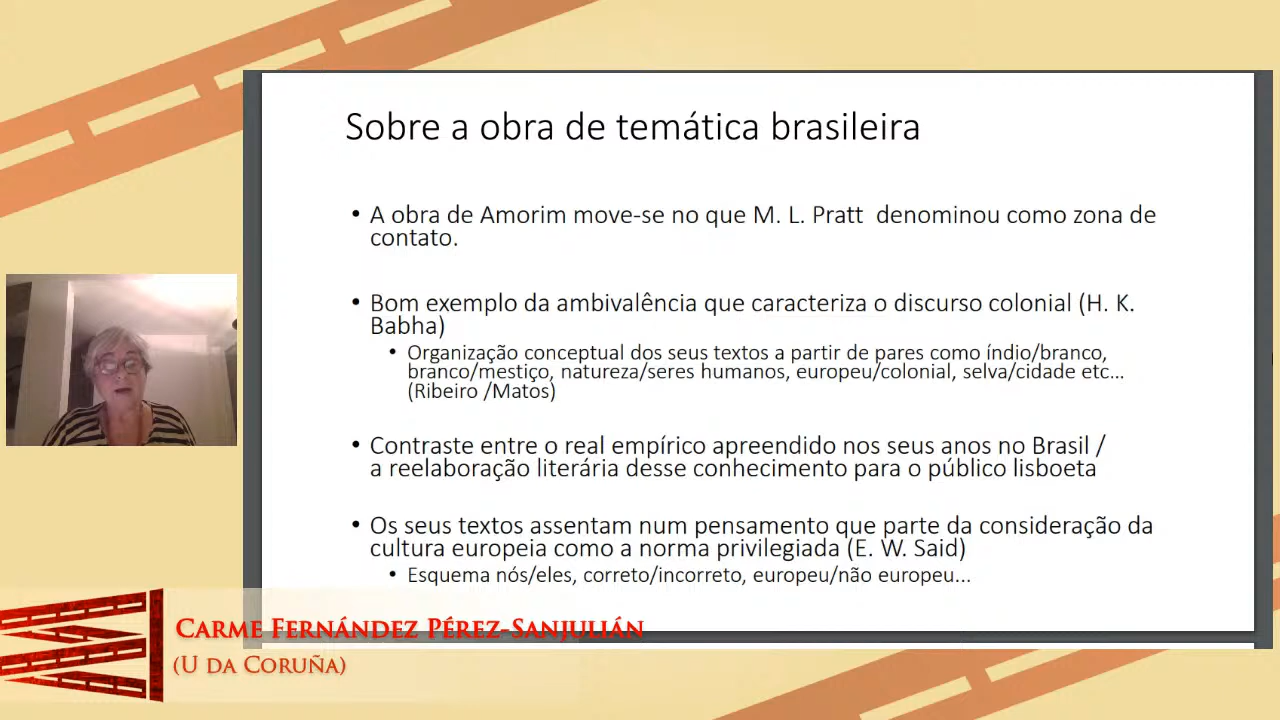 Sobre a obra de temática brasileira
• A obra de Amorim move-se no que M. L. Pratt denominou como zona de
contato.
• Bom exemplo da ambivalência que caracteriza o discurso colonial (H. K.
Babha)
• Organização conceptual dos seus textos a partir de pares como índio/branco,
branco/mestiço, natureza/seres humanos, europeu/colonial, selva/cidade etc...
(Ribeiro /Matos)
• Contraste entre o real empírico apreendido nos seus anos no Brasil /
a reelaboração literária desse conhecimento para o público lisboeta
• Os seus textos assentam num pensamento que parte da consideração da
cultura europeia como a norma privilegiada (E. W. Said)
• Esquema nós/eles, correto/incorreto, europeu/não europeu...
Carme Fernández Pérez-Sanjulián
(U da Coruña)